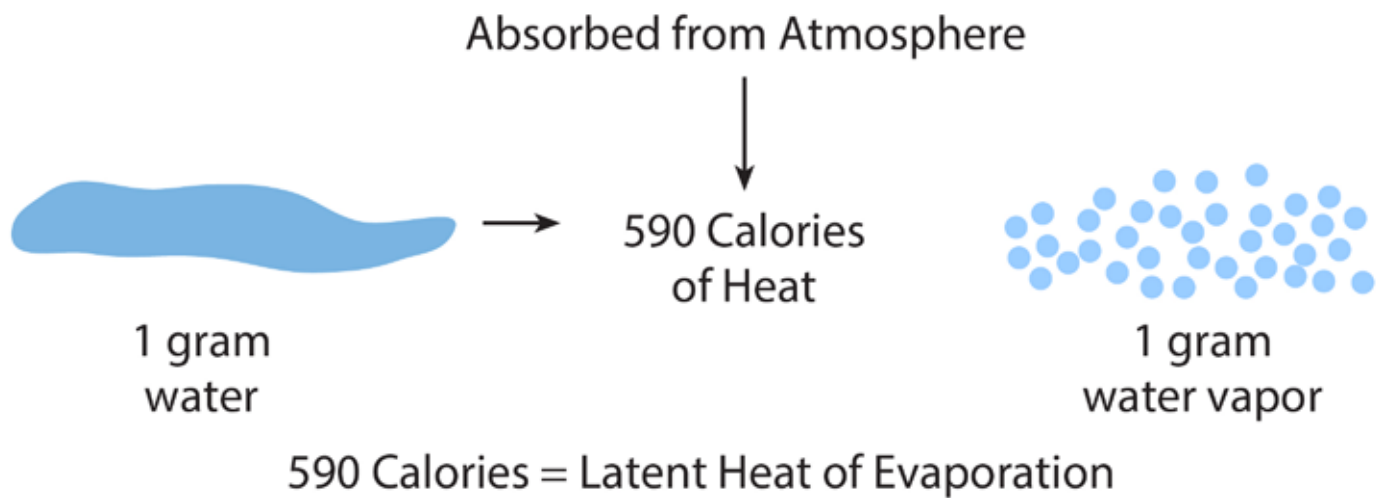 Absorbed from Atmosphere
590 Calories
of Heat
1 gram
water
1 gram
water vapor
590 Calories = Latent Heat of Evaporation